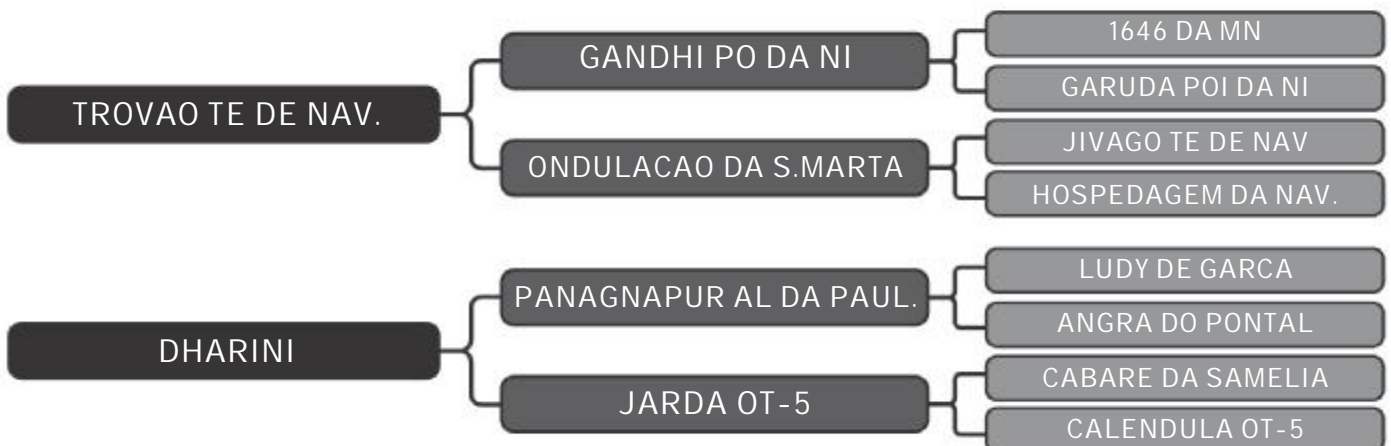 TROVAO TE DE NAV.
GANDHI PO DA NI
1646 DA MN
GARUDA POI DA NI
ONDULACAO DA S.MARTA
JIVAGO TE DE NAV
HOSPEDAGEM DA NAV.
DHARINI
PANAGNAPUR AL DA PAUL.
LUDY DE GARCA
ANGRA DO PONTAL
JARDA OT-5
CABARE DA SAMELIA
CALENDULA OT-5